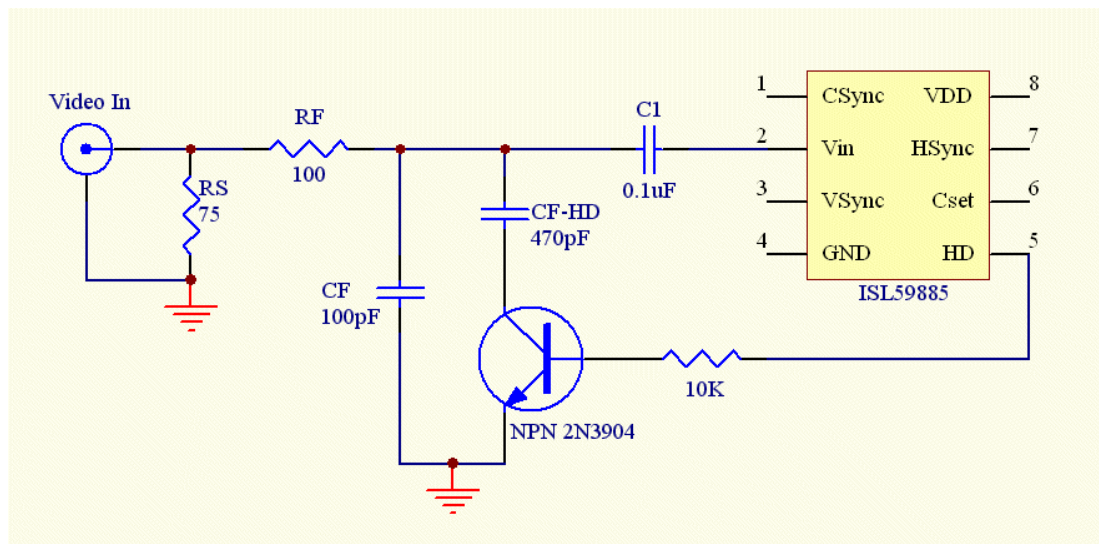 Video In
RS
75
RF
100
CF
100pF
CF-HD
470pF
NPN 2N3904
C1
0.1uF
10K
1 CSync VDD 8
2 Vin HSync 7
3 VSync Cset 6
4 GND HD 5
ISL59885